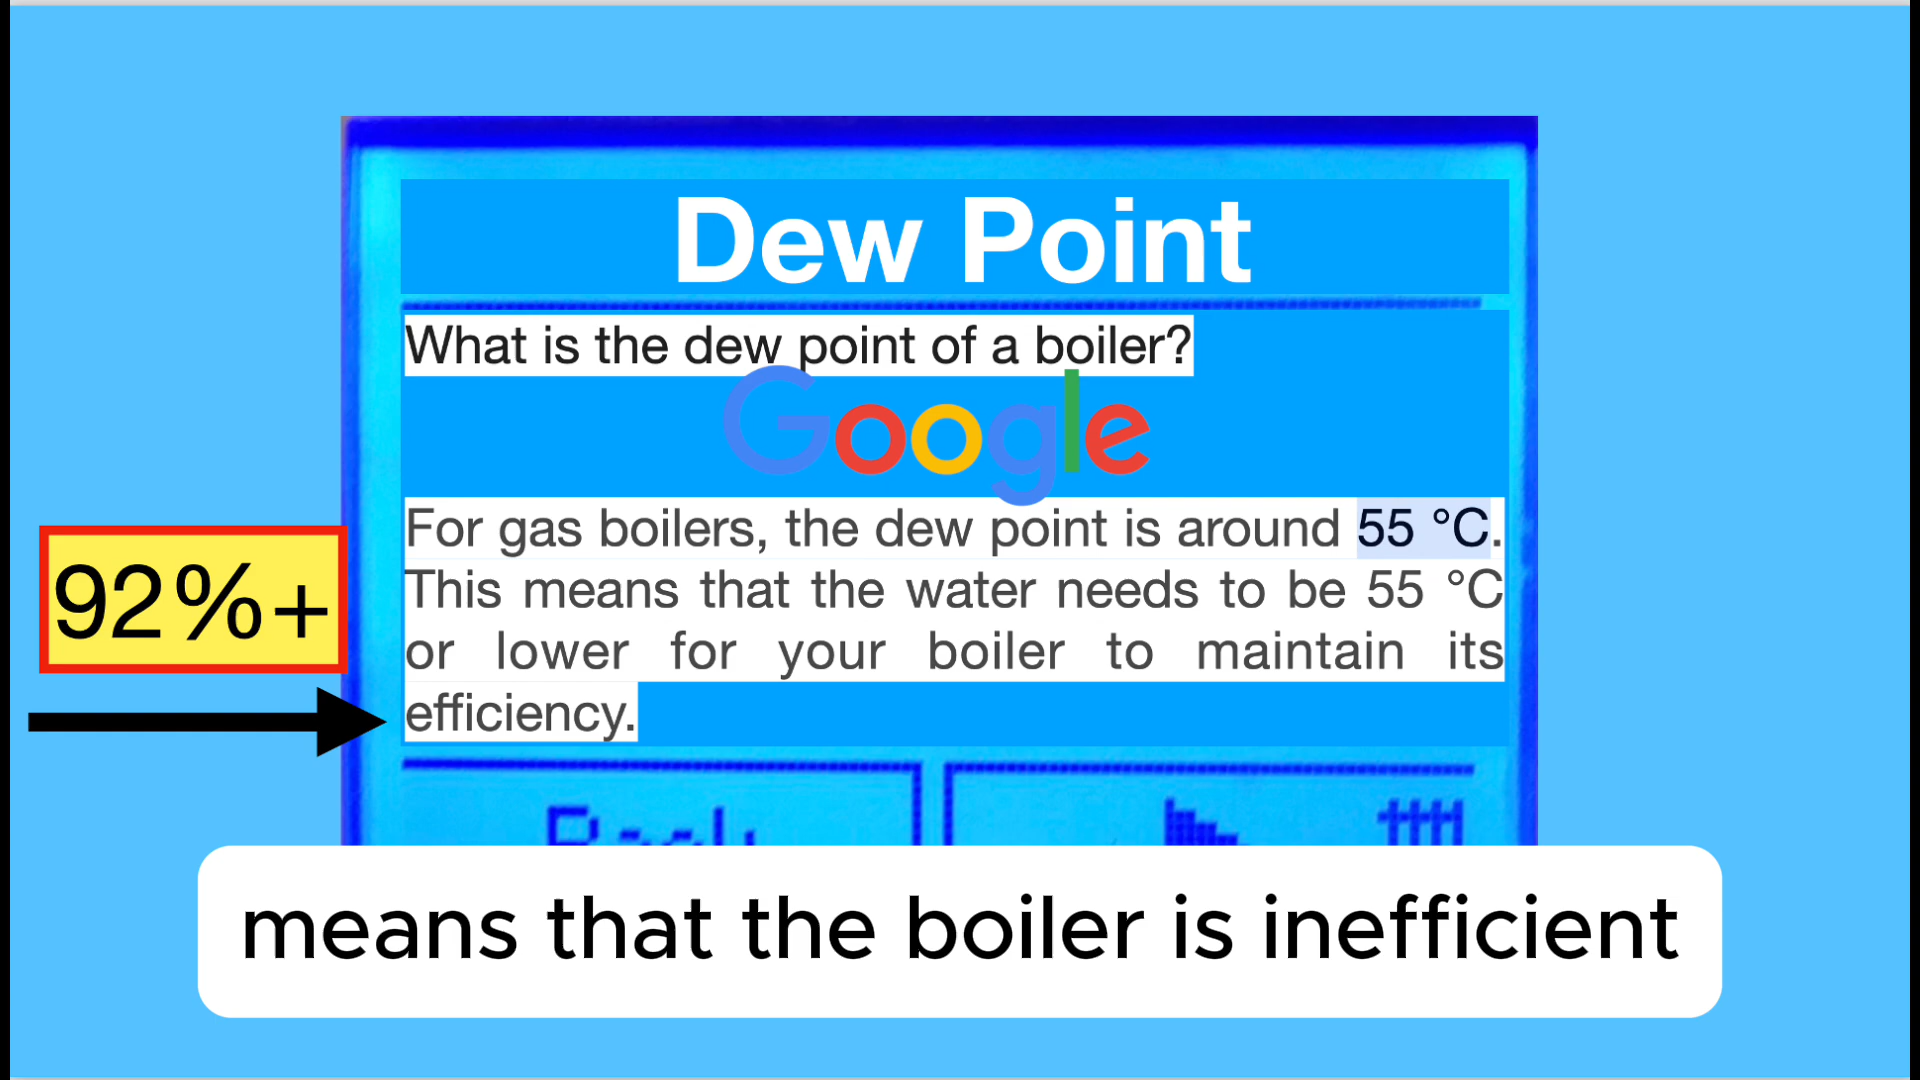 Dew Point
What is the dew point of a boiler?
Google
For gas boilers, the dew point is around 55 °C.
This means that the water needs to be 55 °C
or lower for your boiler to maintain its
efficiency.
92%+
means that the boiler is inefficient